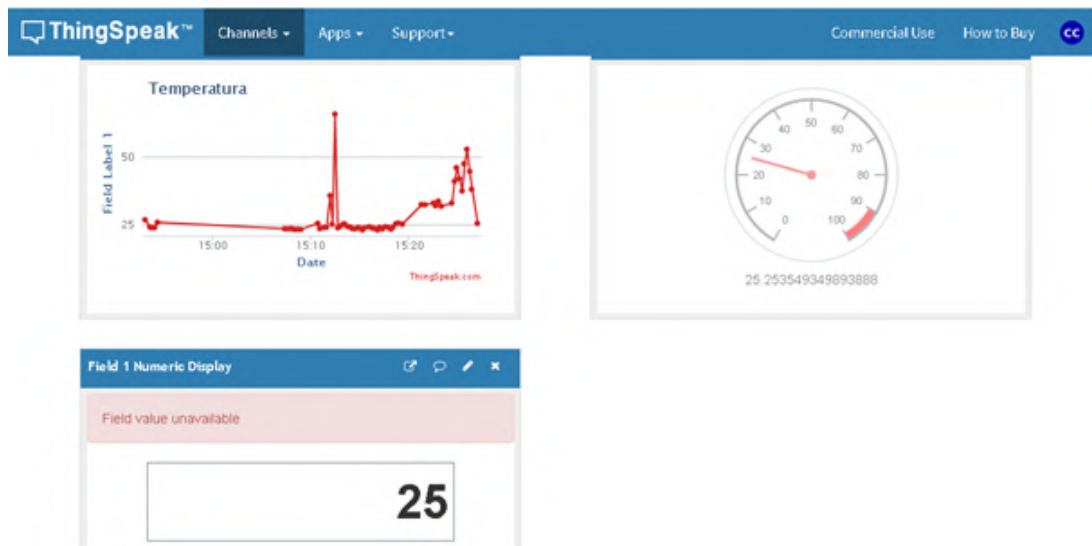 ThingSpeak™ Channels Apps Support Commercial Use How to Buy CC
Temperatura
Field Label 1
50
25
15:00 15:10 15:20
Date
ThingSpeak.com
0 10 20 30 40 50 60 70 80 90 100
25.253549349893888
Field 1 Numeric Display
Field value unavailable
25